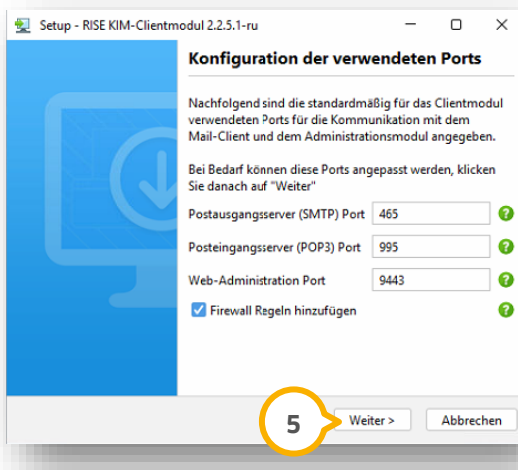 Setup - RISE KIM-Clientmodul 2.2.5.1-ru
Konfiguration der verwendeten Ports
Nachfolgend sind die standardmäßig für das Clientmodul
verwendeten Ports für die Kommunikation mit dem
Mail-Client und dem Administrationsmodul angegeben.
Bei Bedarf können diese Ports angepasst werden, klicken
Sie danach auf "Weiter"
Postausgangsserver (SMTP) Port 465
Posteingangsserver (POP3) Port 995
Web-Administration Port 9443
Firewall Regeln hinzufügen
5 Weiter > Abbrechen